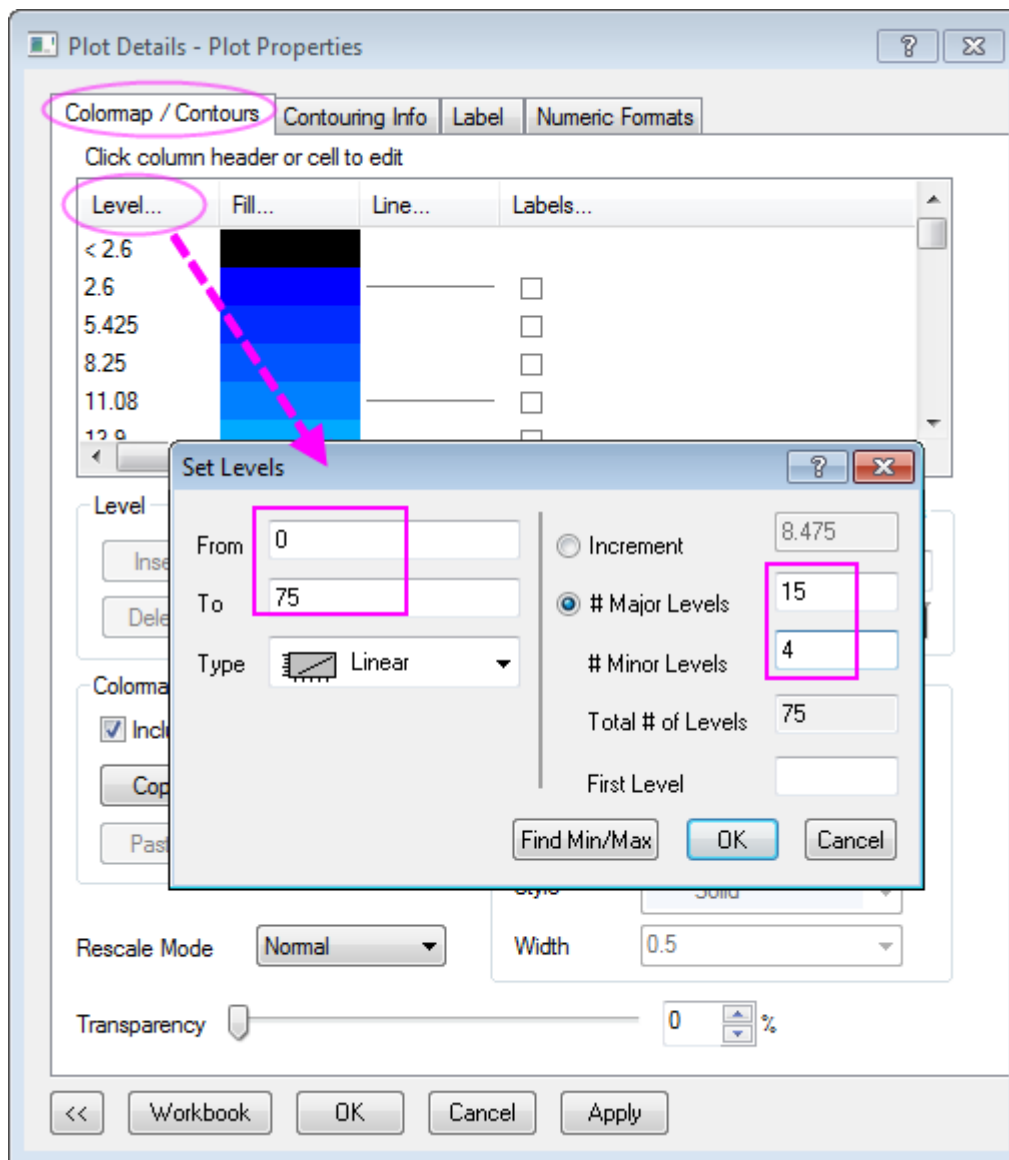 Plot Details - Plot Properties
Colormap / Contours Contouring Info Label Numeric Formats
Click column header or cell to edit
Level... Fill... Line... Labels...
< 2.6
2.6
5.425
8.25
11.08
Set Levels
Level
From 0 Increment 8.475
To 75 # Major Levels 15
Type Linear # Minor Levels 4
Total # of Levels 75
First Level
Find Min/Max OK Cancel
Rescale Mode Normal Width 0.5
Transparency 0 %
<< Workbook OK Cancel Apply